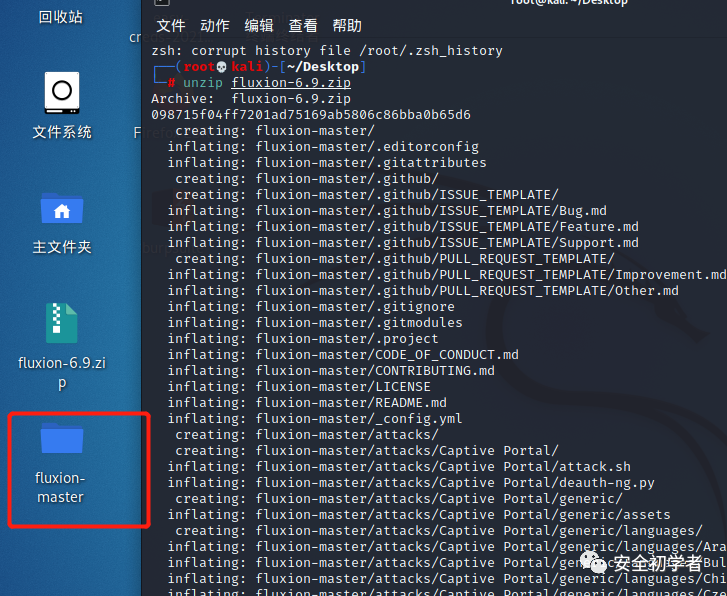 回收站
文件系统
主文件夹
fluxion-6.9.zi
p
fluxion-
master
root@kali: ~/Desktop
文件 动作 编辑 查看 帮助
zsh: corrupt history file /root/.zsh_history
┌──(root💀kali)-[~/Desktop]
└─# unzip fluxion-6.9.zip
Archive:  fluxion-6.9.zip
098715f04ff7201ad75169ab5806c86bba0b65d6
   creating: fluxion-master/
  inflating: fluxion-master/.editorconfig
  inflating: fluxion-master/.gitattributes
   creating: fluxion-master/.github/
   creating: fluxion-master/.github/ISSUE_TEMPLATE/
  inflating: fluxion-master/.github/ISSUE_TEMPLATE/Bug.md
  inflating: fluxion-master/.github/ISSUE_TEMPLATE/Feature.md
  inflating: fluxion-master/.github/ISSUE_TEMPLATE/Support.md
   creating: fluxion-master/.github/PULL_REQUEST_TEMPLATE/
  inflating: fluxion-master/.github/PULL_REQUEST_TEMPLATE/Improvement.md
  inflating: fluxion-master/.github/PULL_REQUEST_TEMPLATE/Other.md
  inflating: fluxion-master/.gitignore
  inflating: fluxion-master/.gitmodules
  inflating: fluxion-master/.project
  inflating: fluxion-master/CODE_OF_CONDUCT.md
  inflating: fluxion-master/CONTRIBUTING.md
  inflating: fluxion-master/LICENSE
  inflating: fluxion-master/README.md
  inflating: fluxion-master/_config.yml
   creating: fluxion-master/attacks/
   creating: fluxion-master/attacks/Captive Portal/
  inflating: fluxion-master/attacks/Captive Portal/attack.sh
  inflating: fluxion-master/attacks/Captive Portal/deauth-ng.py
   creating: fluxion-master/attacks/Captive Portal/generic/
  inflating: fluxion-master/attacks/Captive Portal/generic/assets
   creating: fluxion-master/attacks/Captive Portal/generic/languages/
  inflating: fluxion-master/attacks/Captive Portal/generic/languages/Ara
  inflating: fluxion-master/attacks/Captive Portal/generic/languages/Bul
  inflating: fluxion-master/attacks/Captive Portal/generic/languages/Chi
  inflating: fluxion-master/attacks/Captive Portal/generic/languages/Cze
安全初学者